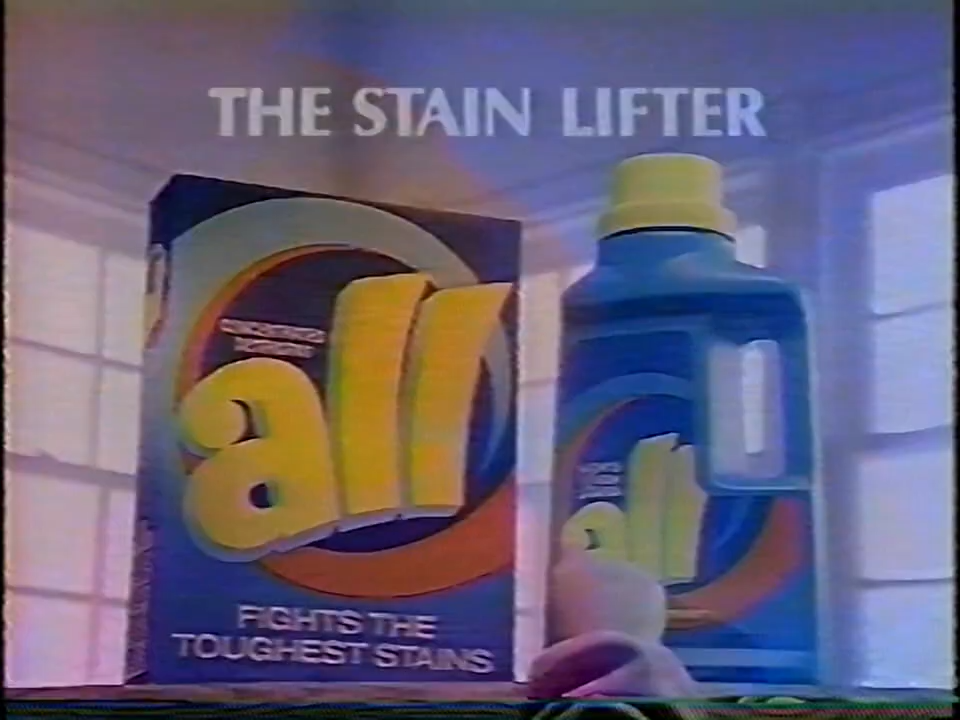 THE STAIN LIFTER
all
FIGHTS THE
TOUGHEST STAINS
all